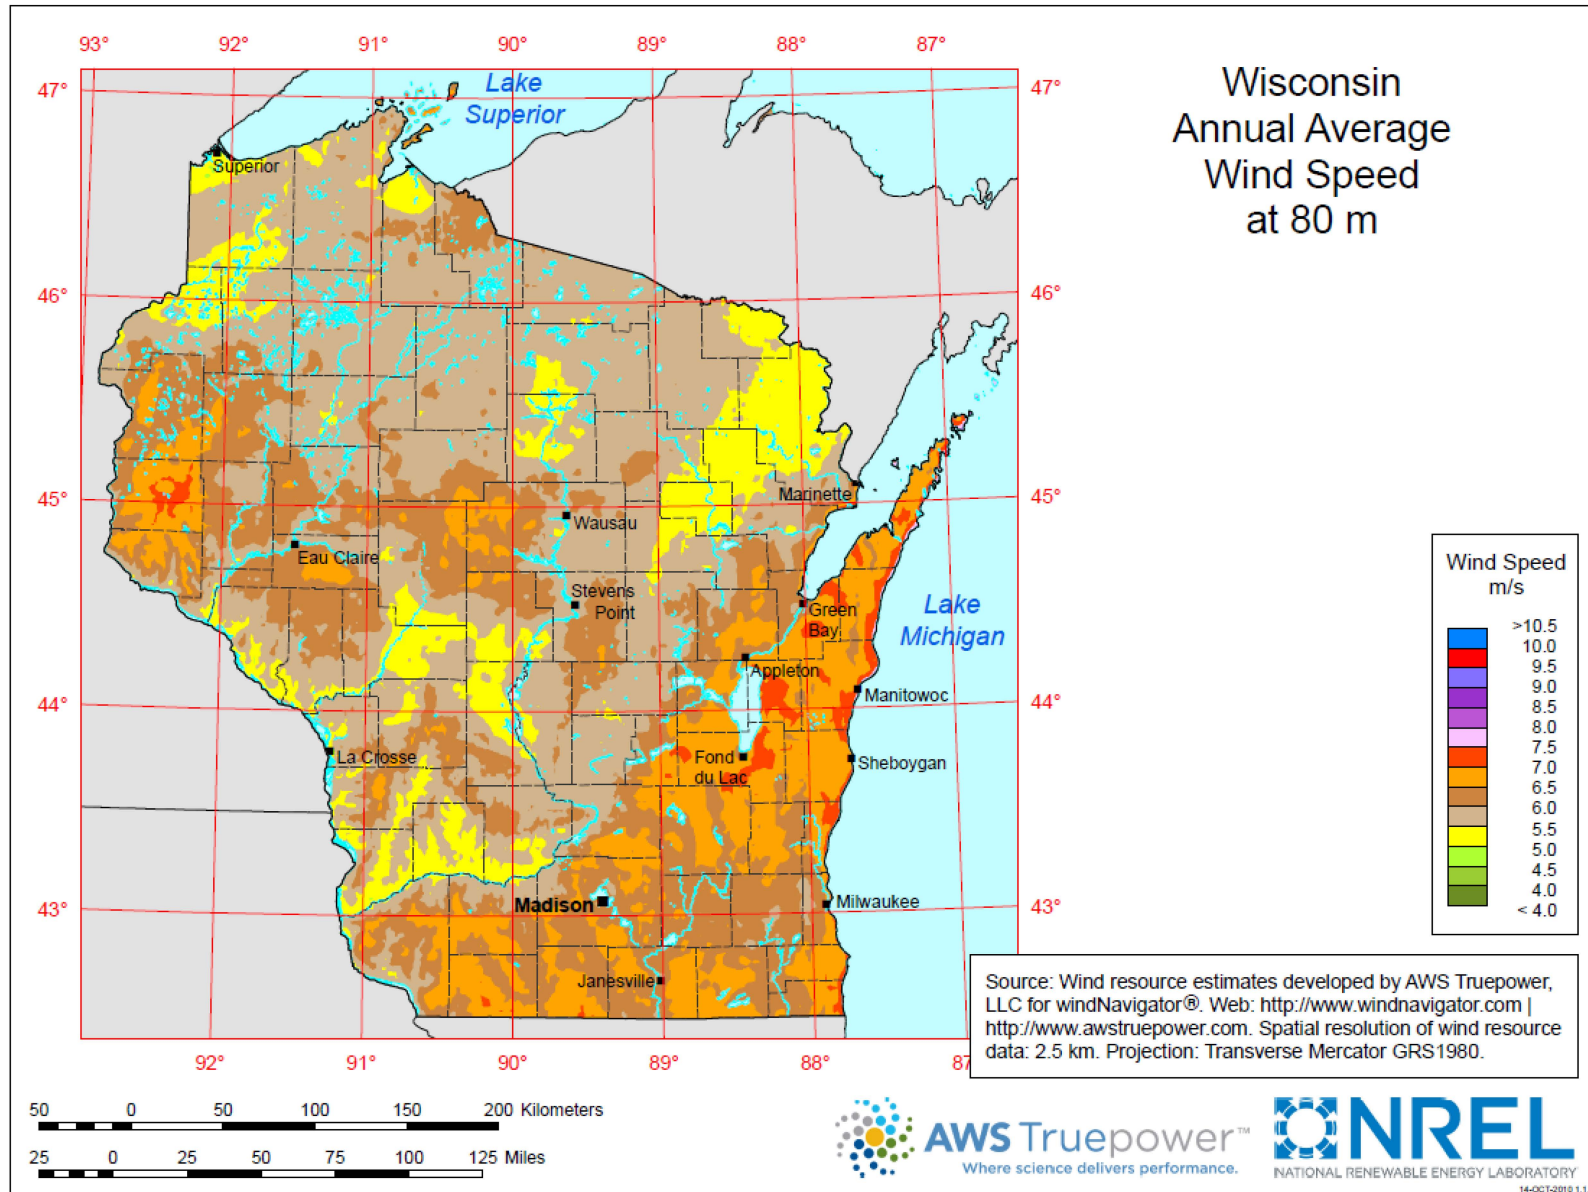 Wisconsin
Annual Average
Wind Speed
at 80 m
93° 92° 91° 90° 89° 88° 87°
47° 47°
46° 46°
45° 45°
44° 44°
43° 43°
92° 91° 90° 89° 88° 87
Lake
Superior
Superior
Marinette
Wausau
Eau Claire
Stevens
Point
Green
Bay
Lake
Michigan
Appleton
Manitowoc
La Crosse
Fond
du Lac
Sheboygan
Madison
Milwaukee
Janesville
Wind Speed
m/s
>10.5
10.0
9.5
9.0
8.5
8.0
7.5
7.0
6.5
6.0
5.5
5.0
4.5
4.0
< 4.0
Source: Wind resource estimates developed by AWS Truepower,
LLC for windNavigator®. Web: http://www.windnavigator.com |
http://www.awstruepower.com. Spatial resolution of wind resource
data: 2.5 km. Projection: Transverse Mercator GRS1980.
50 0 50 100 150 200 Kilometers
25 0 25 50 75 100 125 Miles
AWS Truepower™
Where science delivers performance.
NREL
NATIONAL RENEWABLE ENERGY LABORATORY
14-OCT-2010 1.1